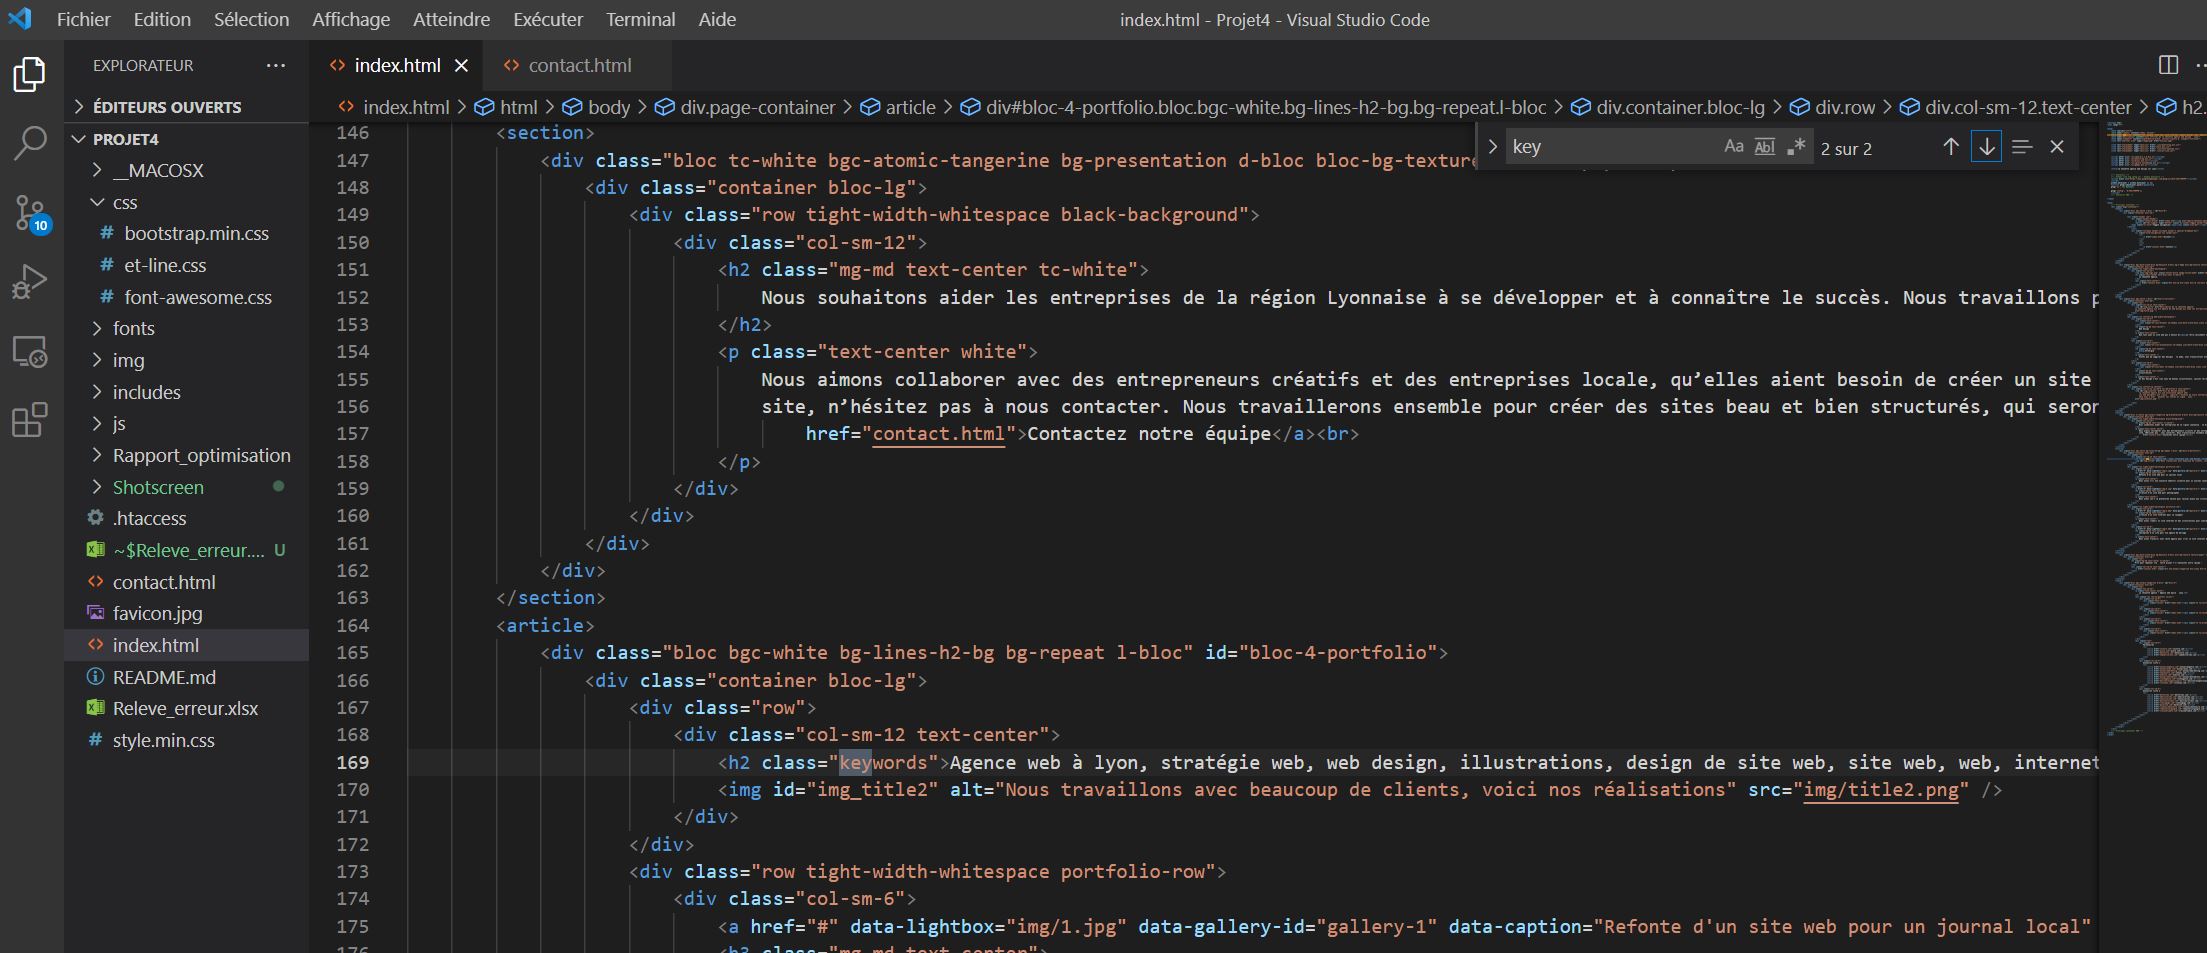 Fichier Edition Sélection Affichage Atteindre Exécuter Terminal Aide
index.html - Projet4 - Visual Studio Code
EXPLORATEUR
ÉDITEURS OUVERTS
PROJET4
__MACOSX
css
# bootstrap.min.css
# et-line.css
# font-awesome.css
fonts
img
includes
js
Rapport_optimisation
Shotscreen
.htaccess
~$Releve_erreur.... U
contact.html
favicon.jpg
index.html
README.md
Releve_erreur.xlsx
# style.min.css
10
index.html
contact.html
index.html > html > body > div.page-container > article > div#bloc-4-portfolio.bloc.bgc-white.bg-lines-h2-bg.bg-repeat.l-bloc > div.container.bloc-lg > div.row > div.col-sm-12.text-center > h2.
key Aa Abl .* 2 sur 2
146 <section>
147 <div class="bloc tc-white bgc-atomic-tangerine bg-presentation d-bloc bloc-bg-texture
148 <div class="container bloc-lg">
149 <div class="row tight-width-whitespace black-background">
150 <div class="col-sm-12">
151 <h2 class="mg-md text-center tc-white">
152 Nous souhaitons aider les entreprises de la région Lyonnaise à se développer et à connaître le succès. Nous travaillons p
153 </h2>
154 <p class="text-center white">
155 Nous aimons collaborer avec des entrepreneurs créatifs et des entreprises locale, qu’elles aient besoin de créer un site
156 site, n’hésitez pas à nous contacter. Nous travaillerons ensemble pour créer des sites beau et bien structurés, qui seron
157 href="contact.html">Contactez notre équipe</a><br>
158 </p>
159 </div>
160 </div>
161 </div>
162 </div>
163 </section>
164 <article>
165 <div class="bloc bgc-white bg-lines-h2-bg bg-repeat l-bloc" id="bloc-4-portfolio">
166 <div class="container bloc-lg">
167 <div class="row">
168 <div class="col-sm-12 text-center">
169 <h2 class="keywords">Agence web à lyon, stratégie web, web design, illustrations, design de site web, site web, web, internet
170 <img id="img_title2" alt="Nous travaillons avec beaucoup de clients, voici nos réalisations" src="img/title2.png" />
171 </div>
172 </div>
173 <div class="row tight-width-whitespace portfolio-row">
174 <div class="col-sm-6">
175 <a href="#" data-lightbox="img/1.jpg" data-gallery-id="gallery-1" data-caption="Refonte d'un site web pour un journal local"
176 <h3 class="mg-md text-center">